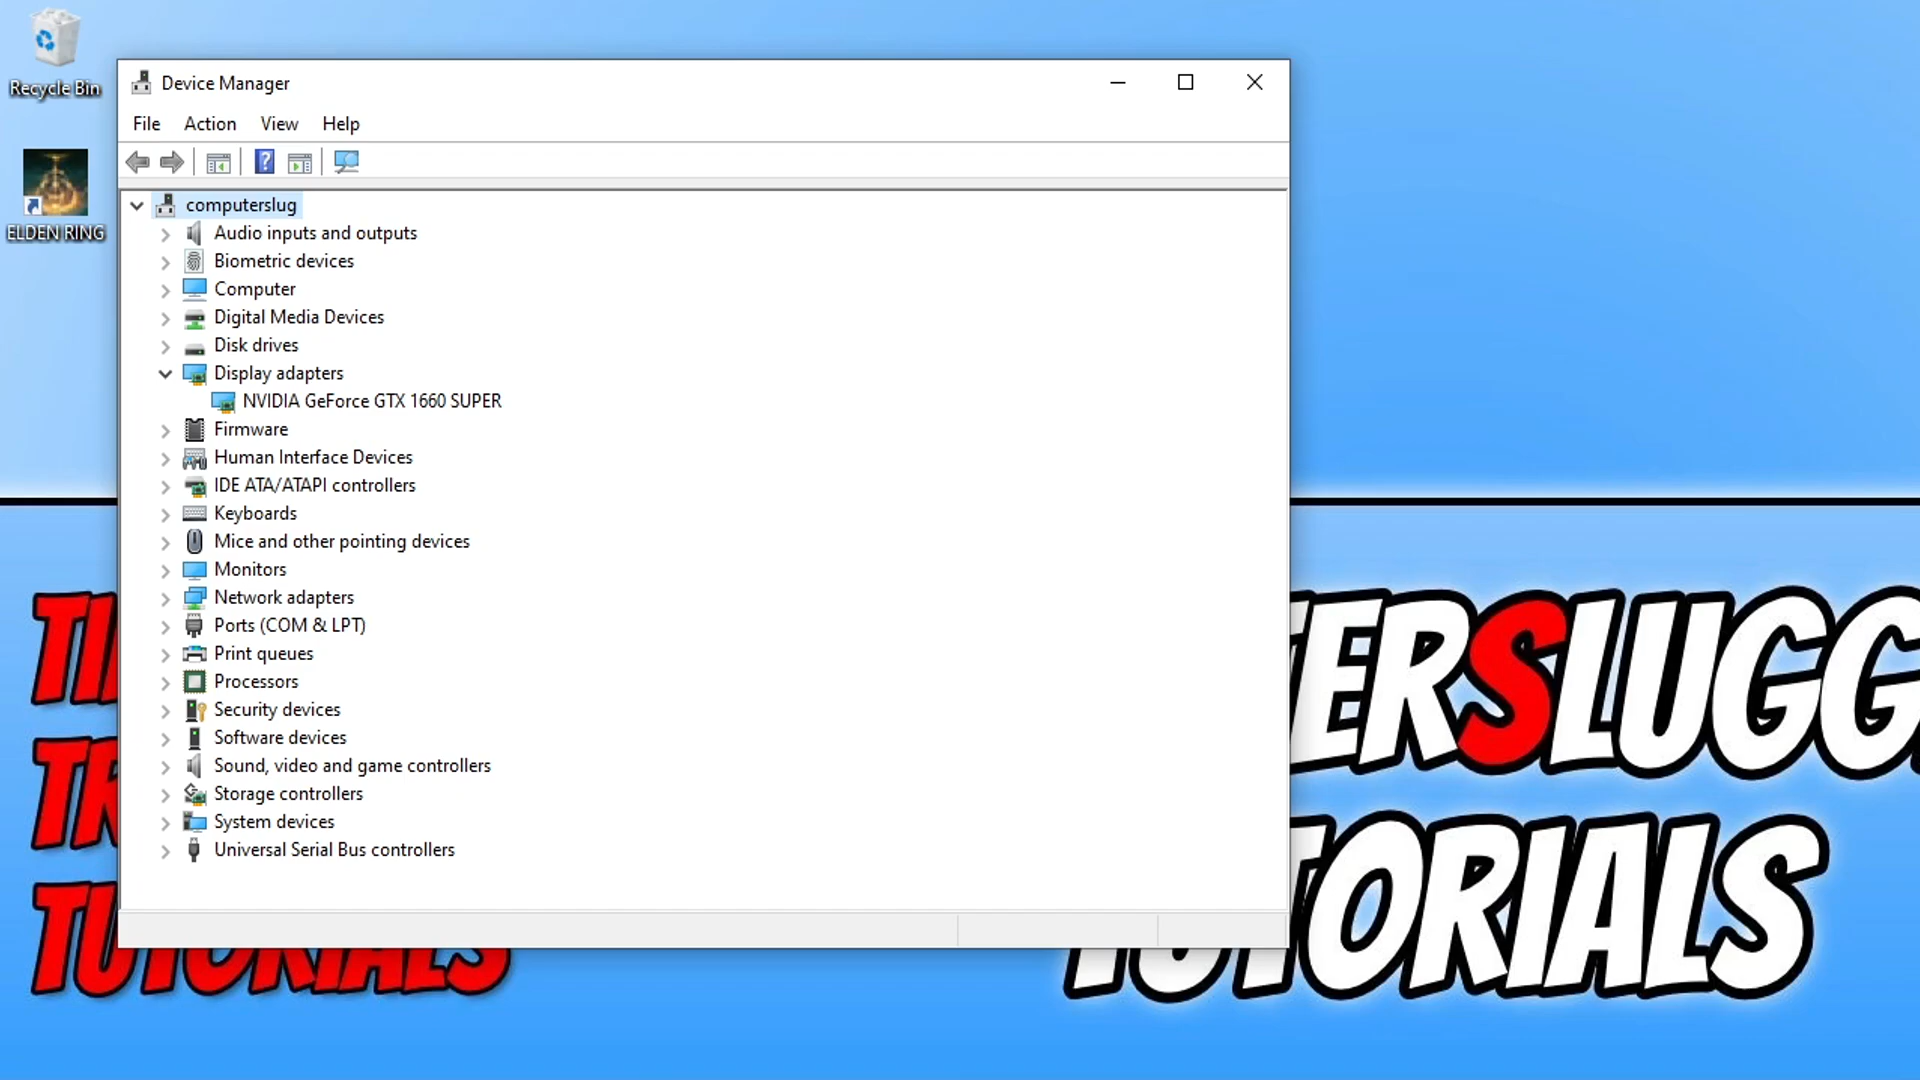 Recycle Bin
ELDEN RING
Device Manager
File Action View Help
computerslug
Audio inputs and outputs
Biometric devices
Computer
Digital Media Devices
Disk drives
Display adapters
NVIDIA GeForce GTX 1660 SUPER
Firmware
Human Interface Devices
IDE ATA/ATAPI controllers
Keyboards
Mice and other pointing devices
Monitors
Network adapters
Ports (COM & LPT)
Print queues
Processors
Security devices
Software devices
Sound, video and game controllers
Storage controllers
System devices
Universal Serial Bus controllers
TUTORIALS
TERSLUGG
TUTORIALS